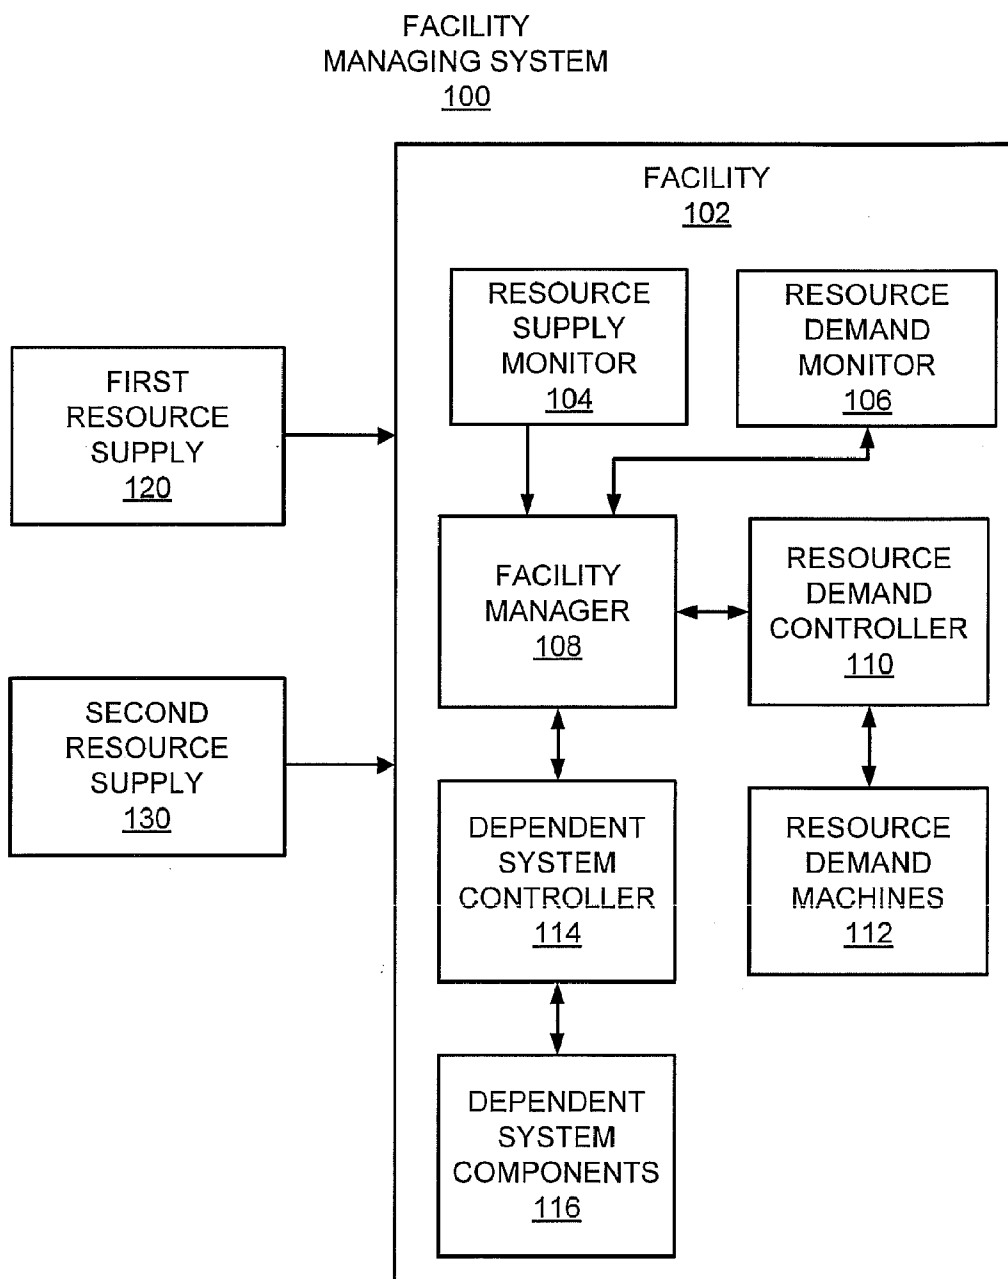 FACILITY
MANAGING SYSTEM
100
FACILITY
102
RESOURCE
SUPPLY
MONITOR
104
RESOURCE
DEMAND
MONITOR
106
FIRST
RESOURCE
SUPPLY
120
FACILITY
MANAGER
108
RESOURCE
DEMAND
CONTROLLER
110
SECOND
RESOURCE
SUPPLY
130
DEPENDENT
SYSTEM
CONTROLLER
114
RESOURCE
DEMAND
MACHINES
112
DEPENDENT
SYSTEM
COMPONENTS
116